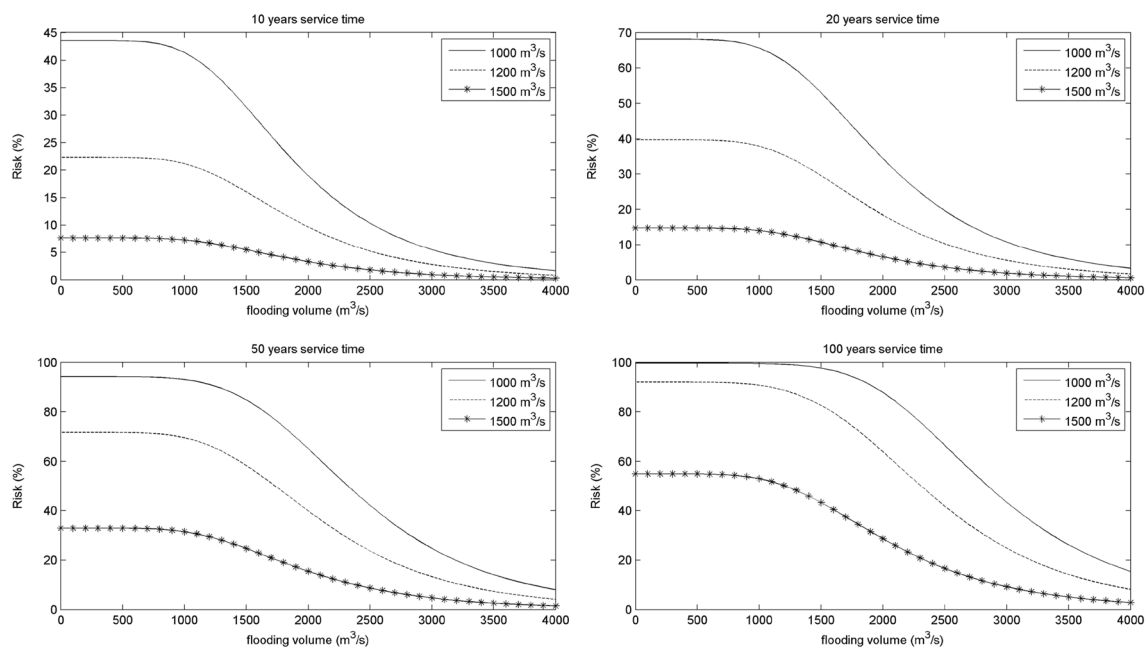 10 years service time
45
40
35
30
25
20
15
10
5
0
Risk (%)
1000 m³/s
1200 m³/s
1500 m³/s
0 500 1000 1500 2000 2500 3000 3500 4000
flooding volume (m³/s)
20 years service time
70
60
50
40
30
20
10
0
Risk (%)
1000 m³/s
1200 m³/s
1500 m³/s
0 500 1000 1500 2000 2500 3000 3500 4000
flooding volume (m³/s)
50 years service time
100
80
60
40
20
0
Risk (%)
1000 m³/s
1200 m³/s
1500 m³/s
0 500 1000 1500 2000 2500 3000 3500 4000
flooding volume (m³/s)
100 years service time
100
80
60
40
20
0
Risk (%)
1000 m³/s
1200 m³/s
1500 m³/s
0 500 1000 1500 2000 2500 3000 3500 4000
flooding volume (m³/s)